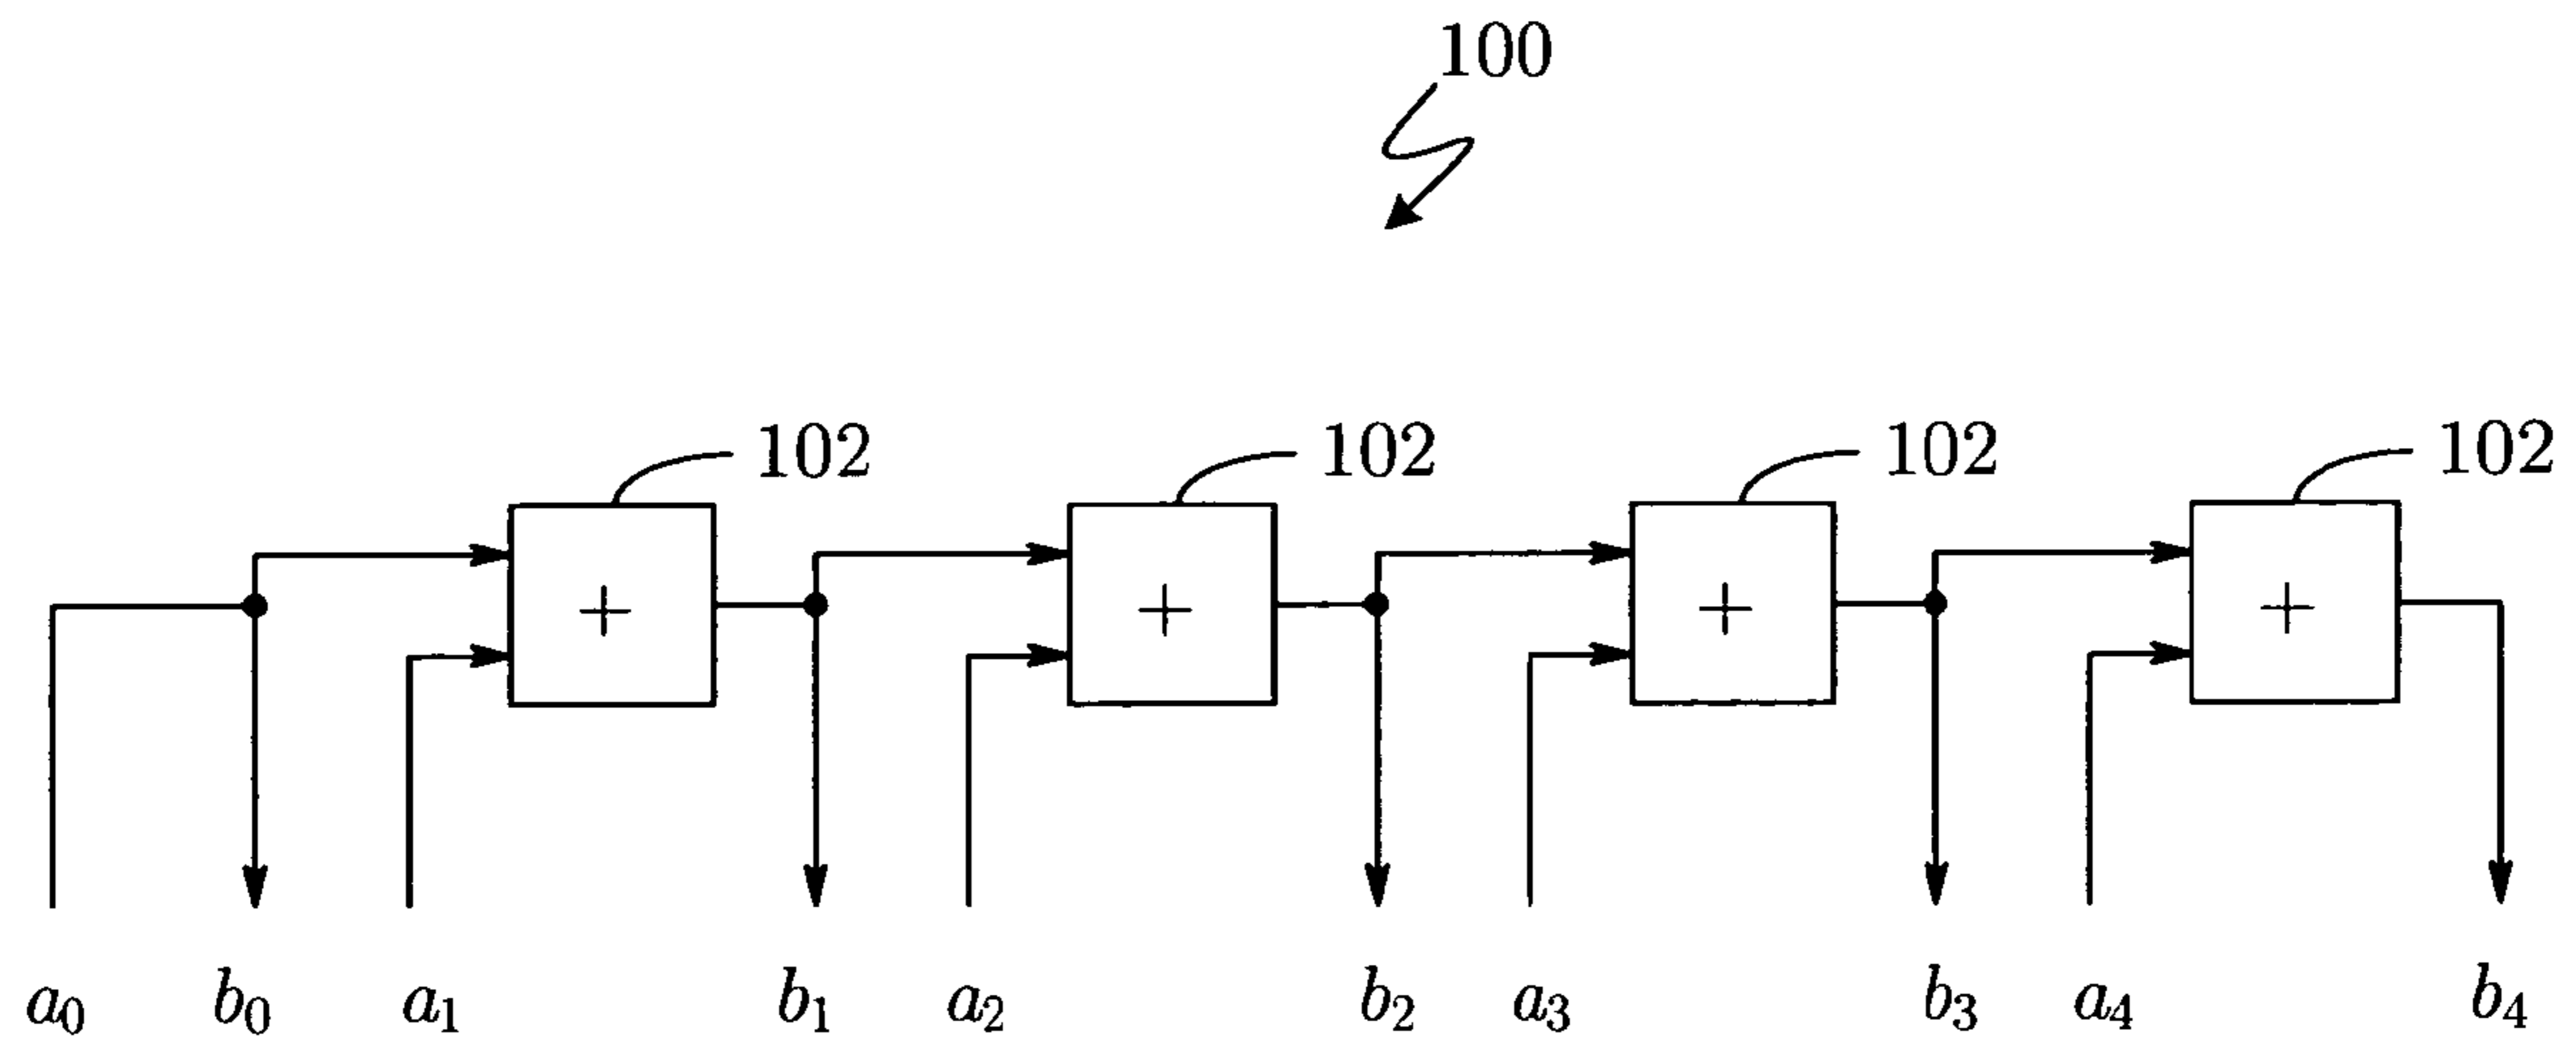 100
102 102 102 102
+ + + +
a₀ b₀ a₁ b₁ a₂ b₂ a₃ b₃ a₄ b₄